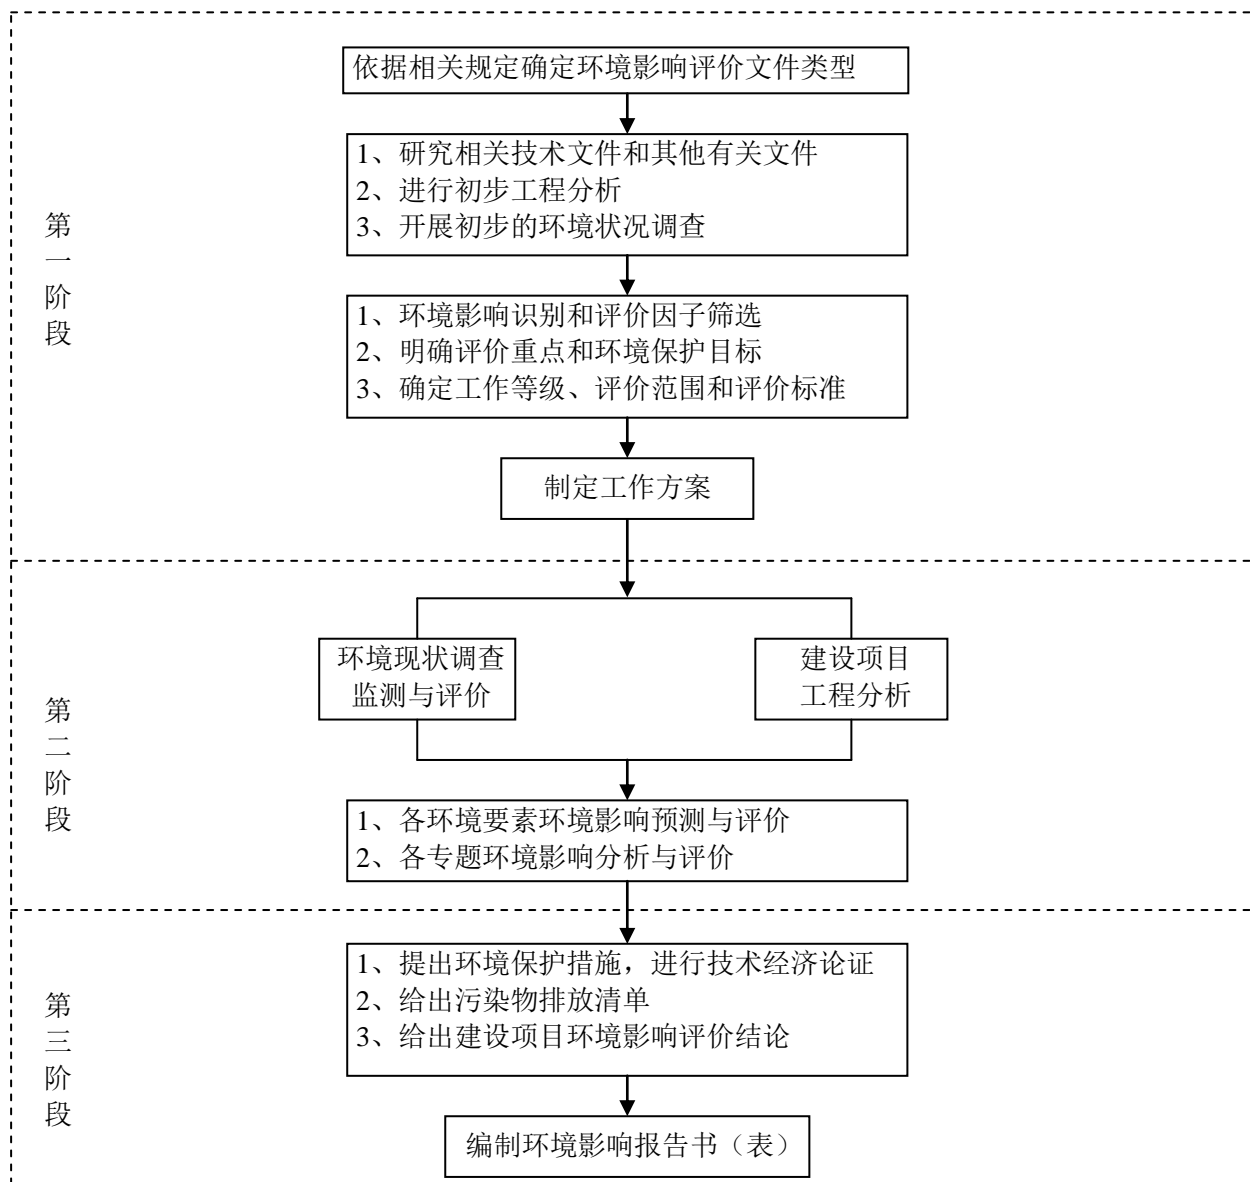 依据相关规定确定环境影响评价文件类型
1、研究相关技术文件和其他有关文件
2、进行初步工程分析
3、开展初步的环境状况调查
第一阶段
1、环境影响识别和评价因子筛选
2、明确评价重点和环境保护目标
3、确定工作等级、评价范围和评价标准
制定工作方案
环境现状调查
监测与评价
建设项目
工程分析
第二阶段
1、各环境要素环境影响预测与评价
2、各专题环境影响分析与评价
1、提出环境保护措施，进行技术经济论证
2、给出污染物排放清单
3、给出建设项目环境影响评价结论
第三阶段
编制环境影响报告书（表）